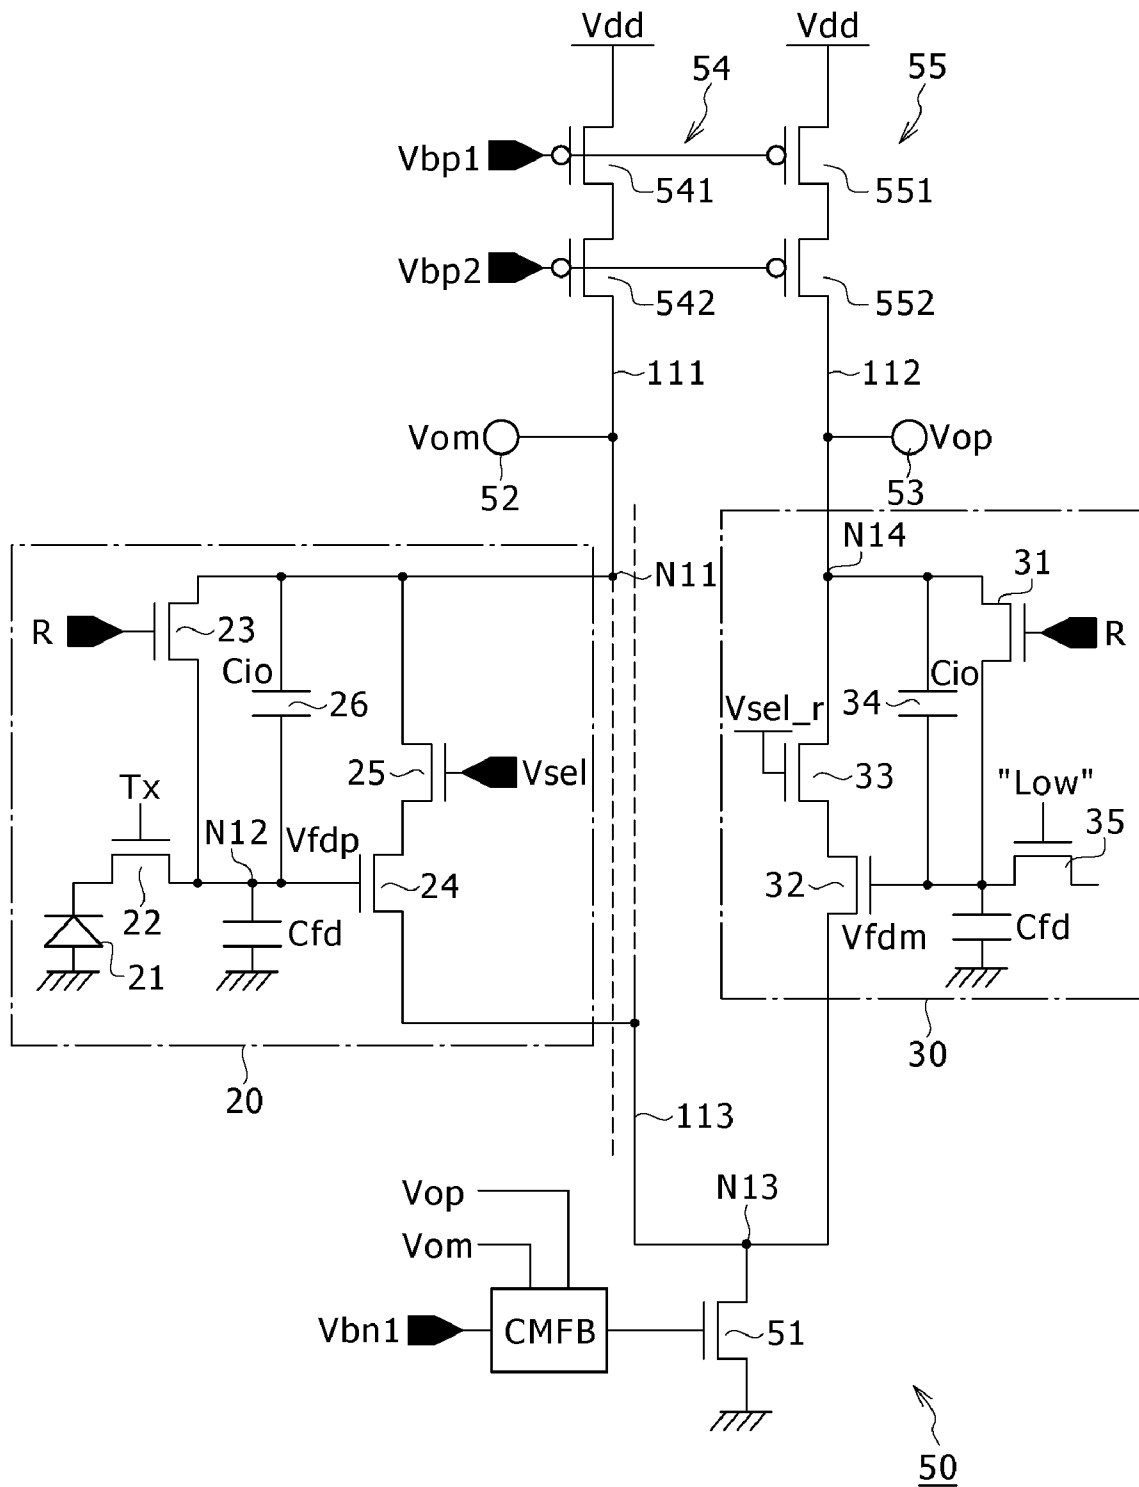 Vdd Vdd
54 55
Vbp1
541 551
Vbp2
542 552
111 112
Vom Vop
52 53
N11 N14
31
R 23 R
Cio Cio
26 34
Vsel_r
25 Vsel 33
Tx "Low"
N12 Vfdp 35
22 24 32
Cfd Vfdm Cfd
21
20 30
113
Vop N13
Vom
Vbn1 CMFB 51
50